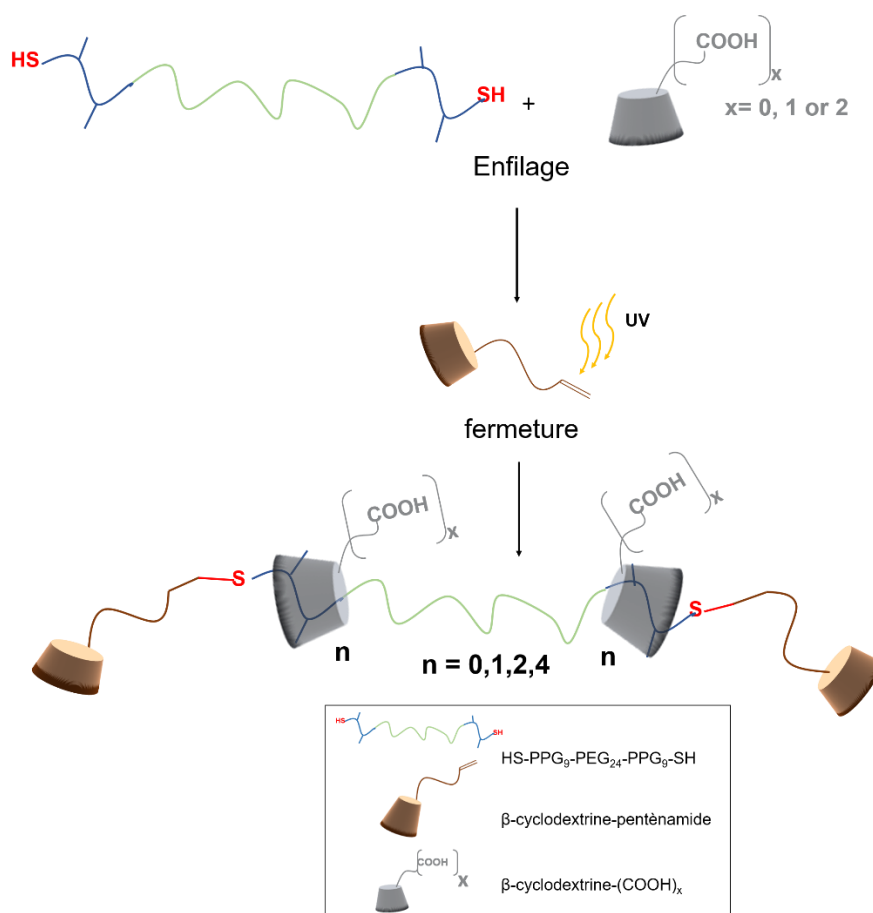 HS
SH
+
COOH
x
x= 0, 1 or 2
Enfilage
UV
fermeture
COOH
x
COOH
x
S
S
n
n = 0,1,2,4
n
HS
SH
HS-PPG9-PEG24-PPG9-SH
β-cyclodextrine-pentènamide
COOH
x
β-cyclodextrine-(COOH)x